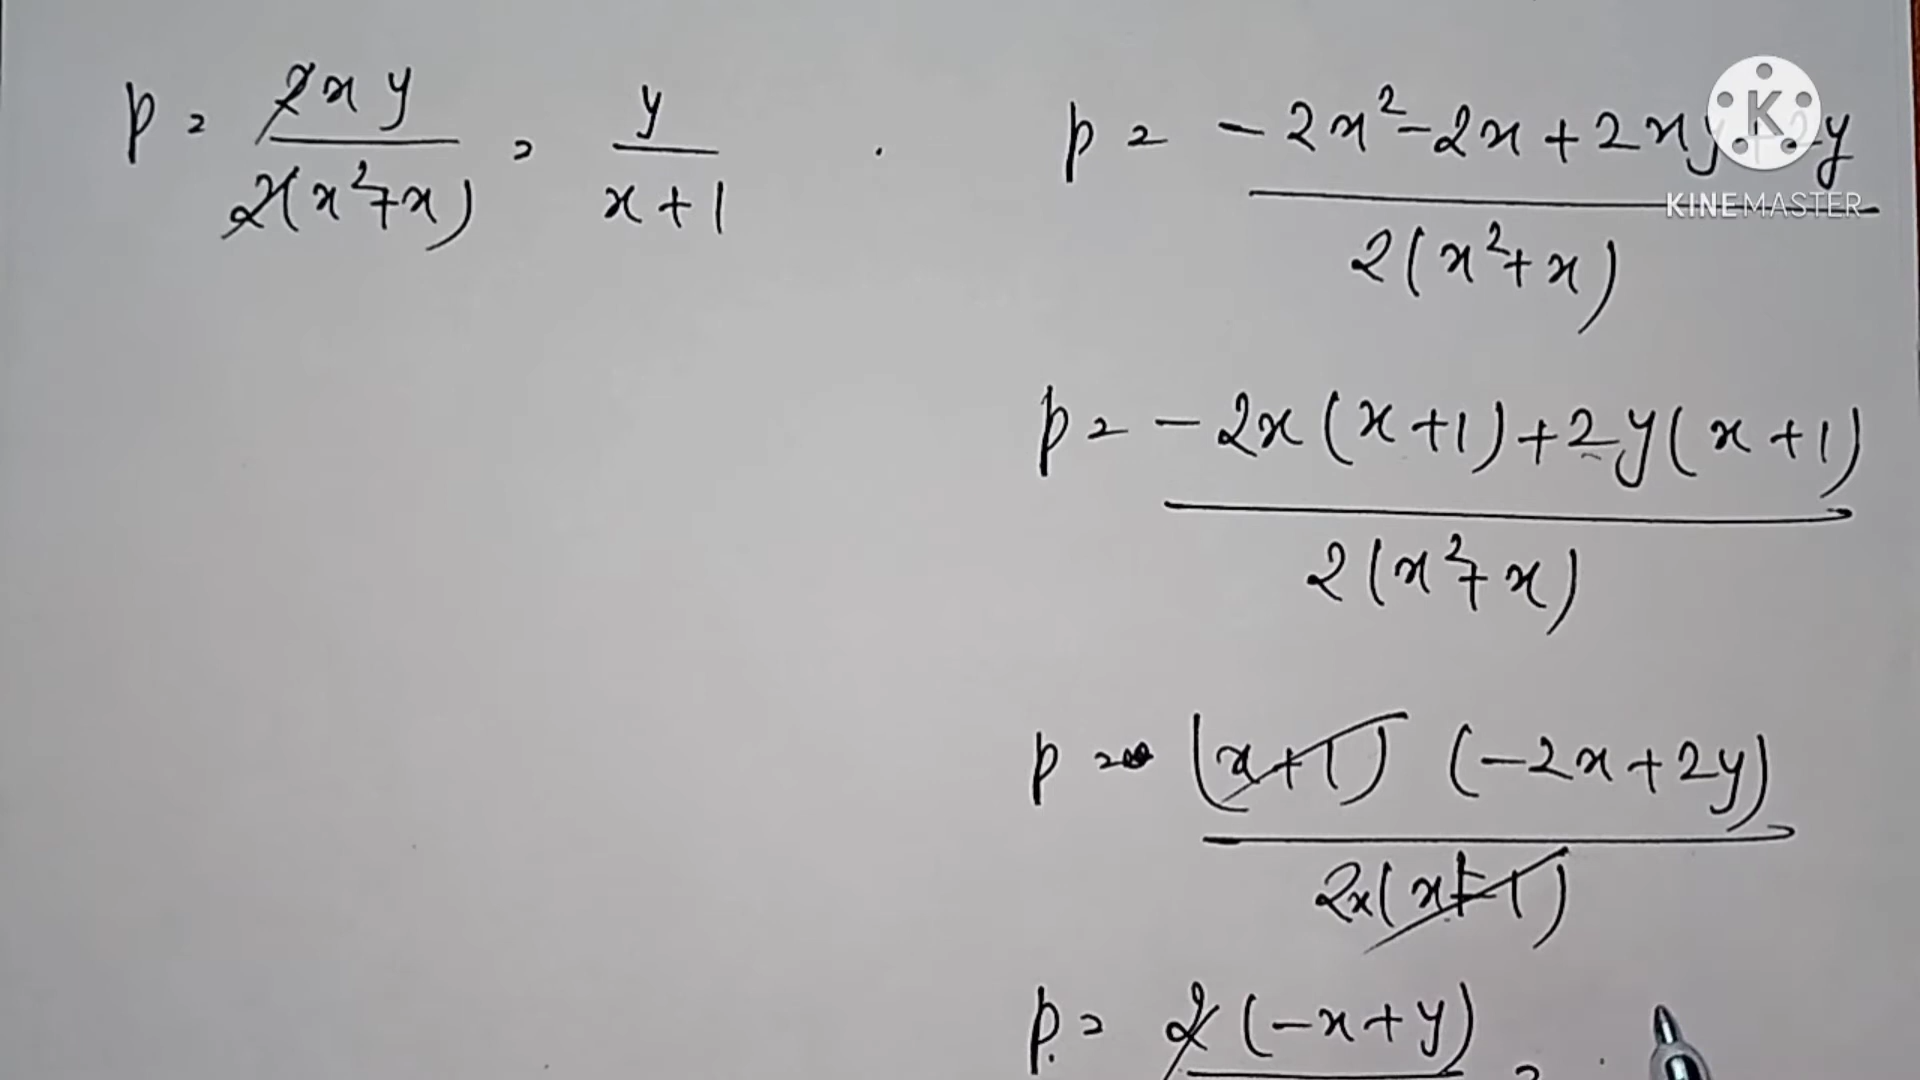 p = 2xy / 2(x²+x) = y / x+1
p = -2x²-2x+2xy+2y / 2(x²+x)
KINEMASTER
p = -2x(x+1)+2y(x+1) / 2(x²+x)
p = (x+1) (-2x+2y) / 2x(x+1)
p = 2(-x+y)